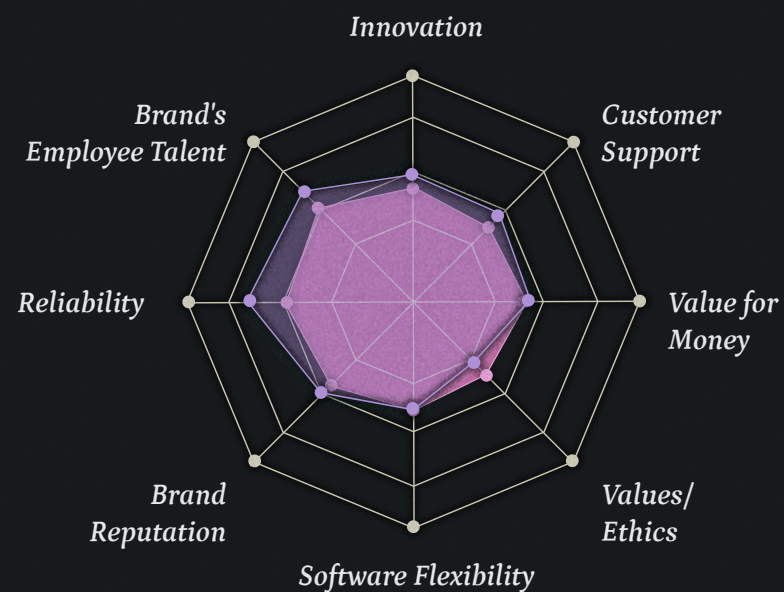 Innovation
Brand's
Employee Talent
Customer
Support
Reliability
Value for
Money
Brand
Reputation
Values/
Ethics
Software Flexibility